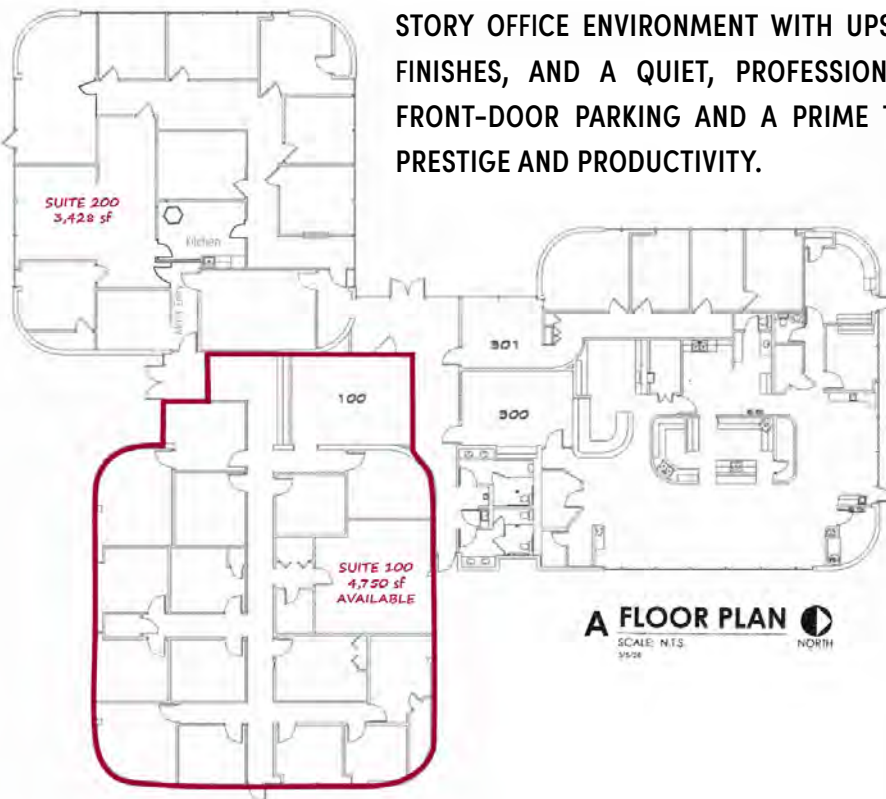 STORY OFFICE ENVIRONMENT WITH UPS
FINISHES, AND A QUIET, PROFESSION
FRONT-DOOR PARKING AND A PRIME T
PRESTIGE AND PRODUCTIVITY.
SUITE 200
3,428 sf
Kitchen
301
100
300
SUITE 100
4,750 sf
AVAILABLE
A FLOOR PLAN
SCALE: N.T.S.
NORTH